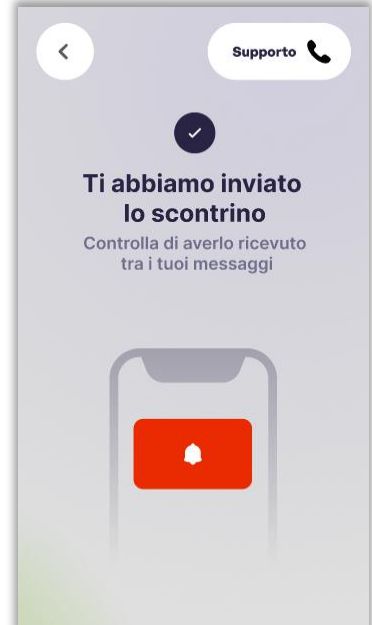 Supporto
Ti abbiamo inviato
lo scontrino
Controlla di averlo ricevuto
tra i tuoi messaggi